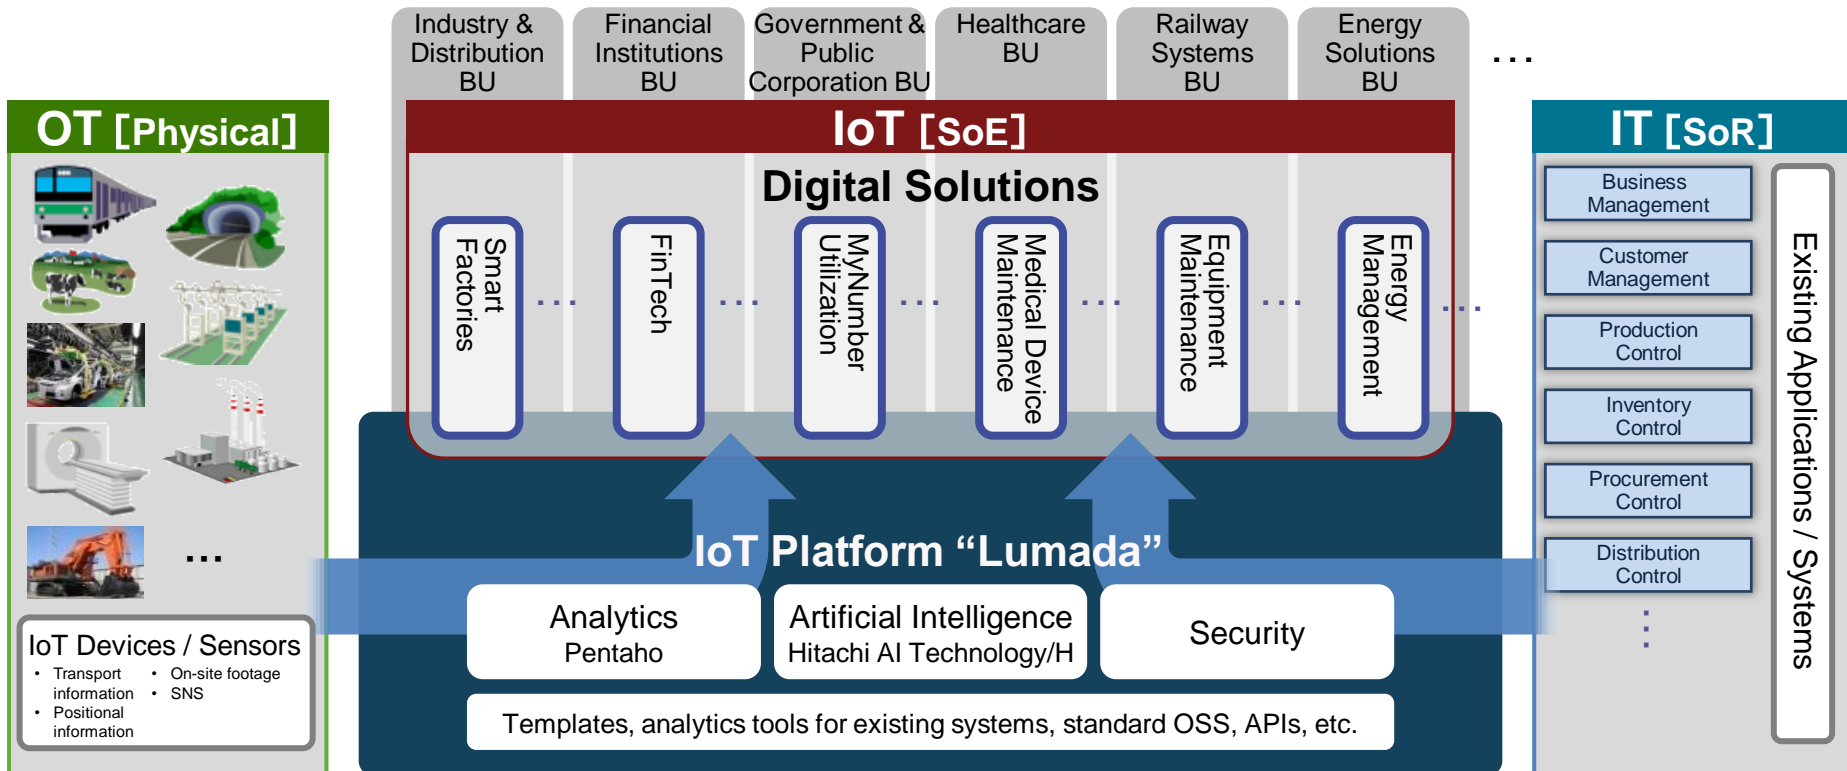 Industry &
Distribution
BU
Financial
Institutions
BU
Government &
Public
Corporation BU
Healthcare
BU
Railway
Systems
BU
Energy
Solutions
BU
...
OT [Physical]
IoT [SoE]
IT [SoR]
Digital Solutions
Smart
Factories
...
FinTech
...
MyNumber
Utilization
...
Medical Device
Maintenance
...
Equipment
Maintenance
...
Energy
Management
...
...
IoT Devices / Sensors
• Transport
information
• Positional
information
• On-site footage
• SNS
IoT Platform “Lumada”
Analytics
Pentaho
Artificial Intelligence
Hitachi AI Technology/H
Security
Templates, analytics tools for existing systems, standard OSS, APIs, etc.
Business
Management
Customer
Management
Production
Control
Inventory
Control
Procurement
Control
Distribution
Control
...
Existing Applications / Systems